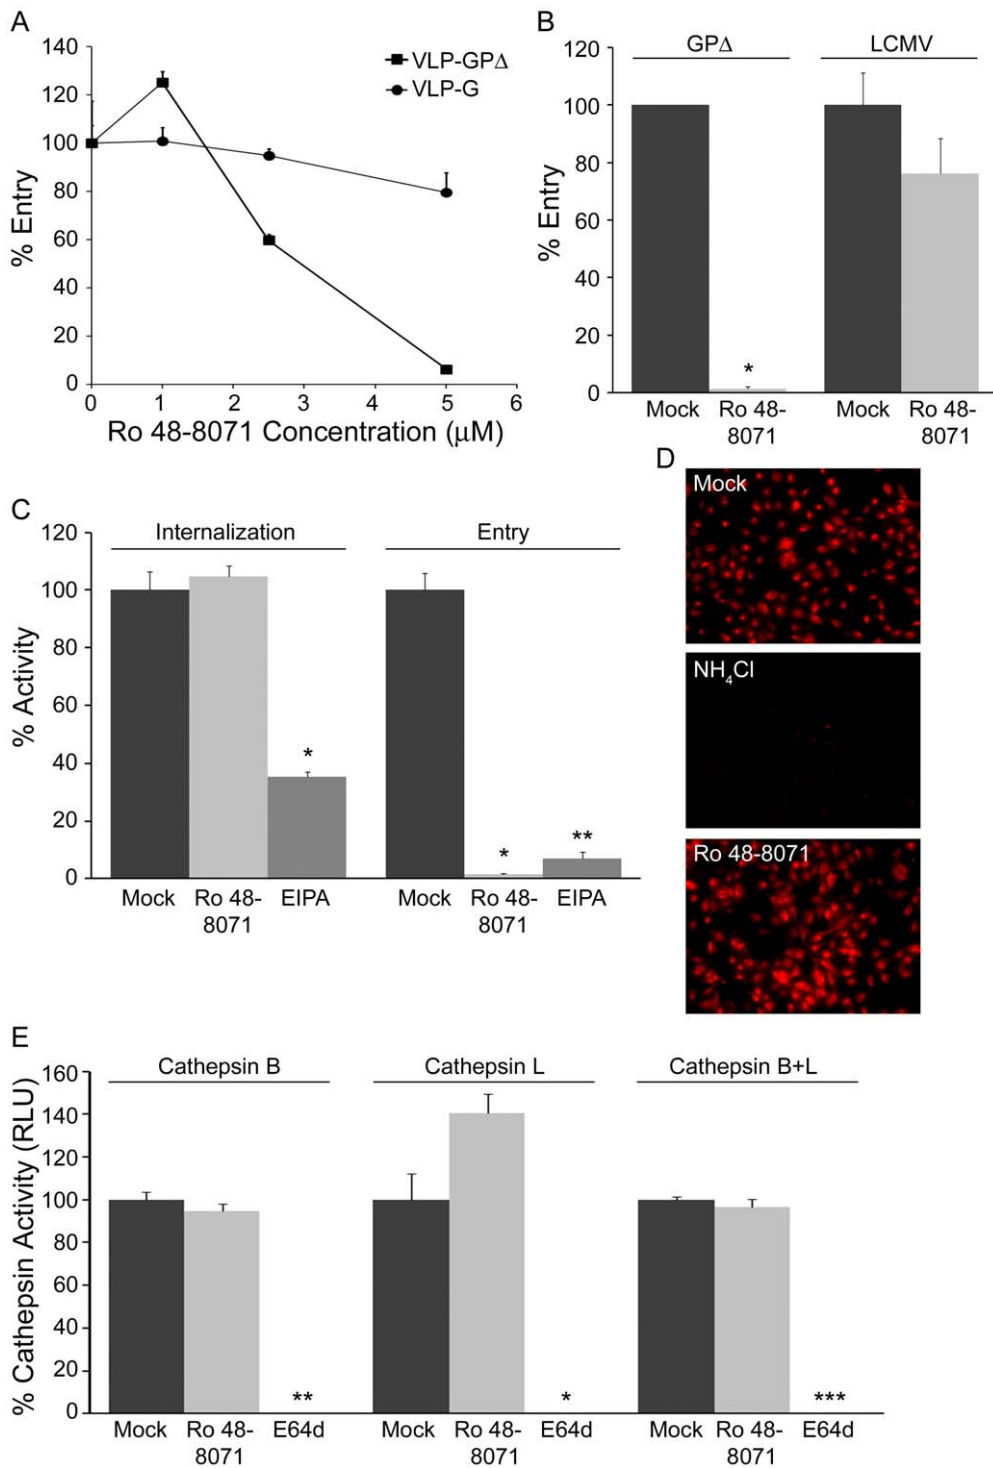 A
140
120
100
80
60
40
20
0
% Entry
VLP-GPΔ
VLP-G
0 1 2 3 4 5 6
Ro 48-8071 Concentration (μM)
B
GPΔ LCMV
120
100
80
60
40
20
0
% Entry
*
Mock Ro 48-8071 Mock Ro 48-8071
C
Internalization Entry
120
100
80
60
40
20
0
% Activity
*
*
**
Mock Ro 48-8071 EIPA Mock Ro 48-8071 EIPA
D
Mock
NH₄Cl
Ro 48-8071
E
Cathepsin B Cathepsin L Cathepsin B+L
160
140
120
100
80
60
40
20
0
% Cathepsin Activity (RLU)
** * ***
Mock Ro 48-8071 E64d Mock Ro 48-8071 E64d Mock Ro 48-8071 E64d